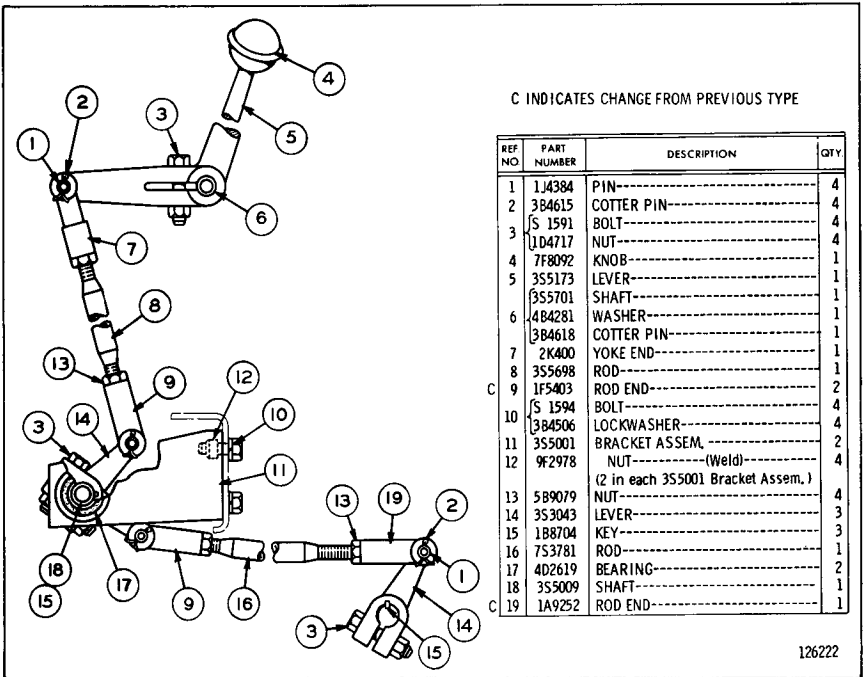 C INDICATES CHANGE FROM PREVIOUS TYPE
REF. NO. PART NUMBER DESCRIPTION QTY.
1 1J4384 PIN 4
2 3B4615 COTTER PIN 4
3 S 1591 BOLT 4
1D4717 NUT 4
4 7F8092 KNOB 1
5 3S5173 LEVER 1
6 3S5701 SHAFT 1
4B4281 WASHER 1
3B4618 COTTER PIN 1
7 2K400 YOKE END 1
8 3S5698 ROD 1
C 9 1F5403 ROD END 2
10 S 1594 BOLT 4
3B4506 LOCKWASHER 4
11 3S5001 BRACKET ASSEM. 2
12 9F2978 NUT (Weld) 4
(2 in each 3S5001 Bracket Assem.)
13 5B9079 NUT 4
14 3S3043 LEVER 3
15 1B8704 KEY 3
16 7S3781 ROD 1
17 4D2619 BEARING 2
18 3S5009 SHAFT 1
C 19 1A9252 ROD END 1
126222
4
2
3
5
1
6
7
8
13
9
12
10
14
3
11
13
19
2
18
17
1
15
9
16
14
3
15